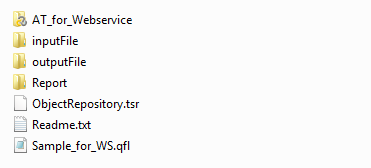 AT_for_Webservice
inputFile
outputFile
Report
ObjectRepository.tsr
Readme.txt
Sample_for_WS.qfl